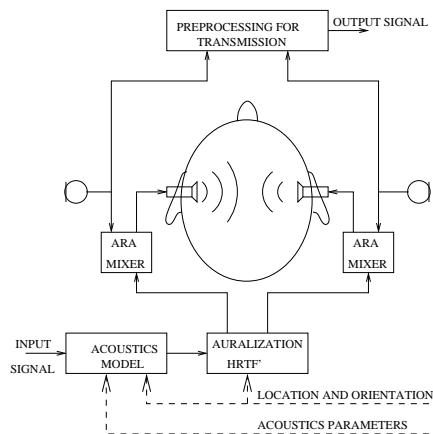 PREPROCESSING FOR
TRANSMISSION
OUTPUT SIGNAL
ARA
MIXER
ARA
MIXER
INPUT
SIGNAL
ACOUSTICS
MODEL
AURALIZATION
HRTF'
LOCATION AND ORIENTATION
ACOUSTICS PARAMETERS